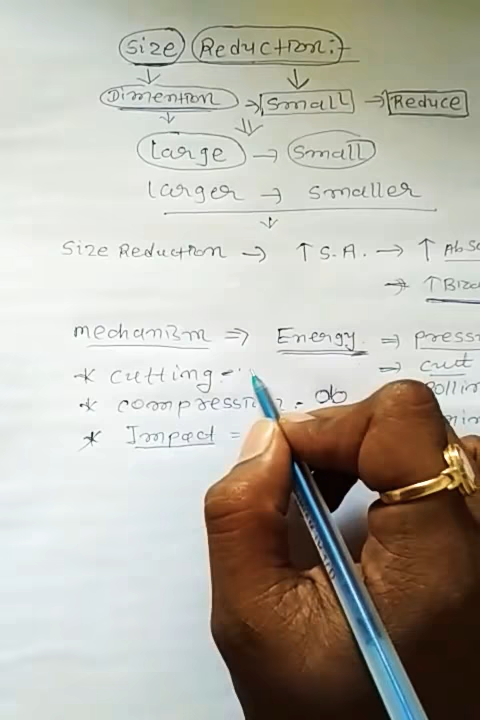 Size Reduction:-
Dimention → Small → Reduce
Large → Small
Larger → Smaller
Size Reduction → ↑ S.A. → ↑
→ ↑
mechanism ⇒ Energy ⇒
* cutting - ⇒ cut
* compression -
* Impact =